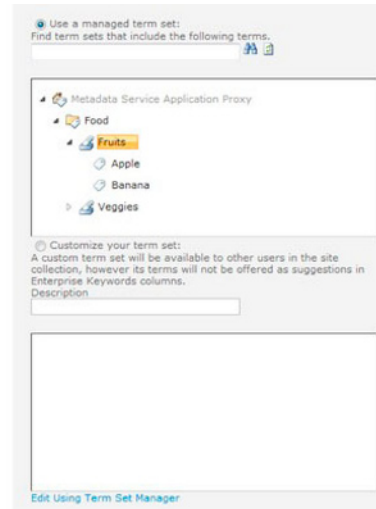 Use a managed term set:
Find term sets that include the following terms.
Metadata Service Application Proxy
Food
Fruits
Apple
Banana
Veggies
Customize your term set:
A custom term set will be available to other users in the site
collection, however its terms will not be offered as suggestions in
Enterprise Keywords columns.
Description
Edit Using Term Set Manager